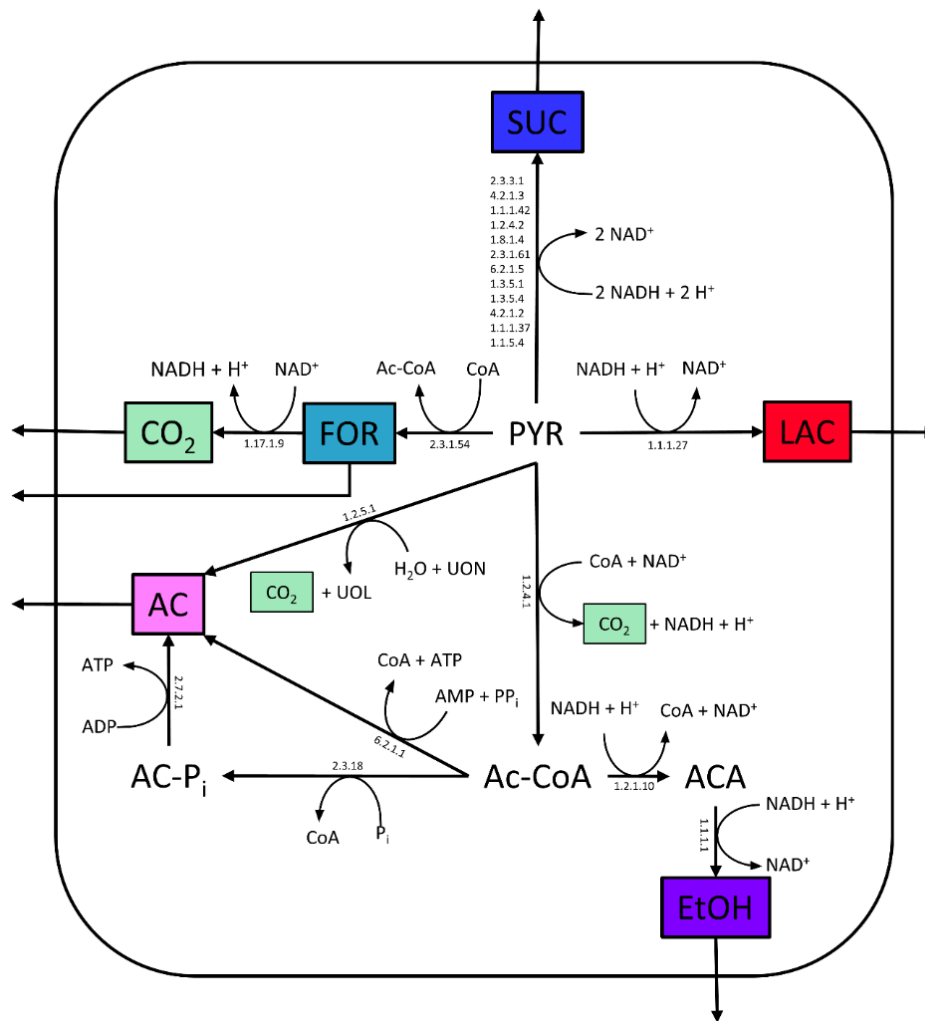 SUC
2.3.3.1
4.2.1.3
1.1.1.42
1.2.4.2
1.8.1.4
2.3.1.61
6.2.1.5
1.3.5.1
1.3.5.4
4.2.1.2
1.1.1.37
1.1.5.4
2 NAD⁺
2 NADH + 2 H⁺
NADH + H⁺
NAD⁺
Ac-CoA
CoA
NADH + H⁺
NAD⁺
CO₂
1.17.1.9
FOR
2.3.1.54
PYR
1.1.1.27
LAC
1.2.5.1
H₂O + UON
CO₂ + UOL
1.2.4.1
CoA + NAD⁺
CO₂ + NADH + H⁺
AC
ATP
ADP
2.7.2.1
CoA + ATP
AMP + PPᵢ
6.2.1.1
NADH + H⁺
CoA + NAD⁺
AC-Pᵢ
2.3.18
CoA
Pᵢ
Ac-CoA
1.2.1.10
ACA
1.1.1.1
NADH + H⁺
NAD⁺
EtOH